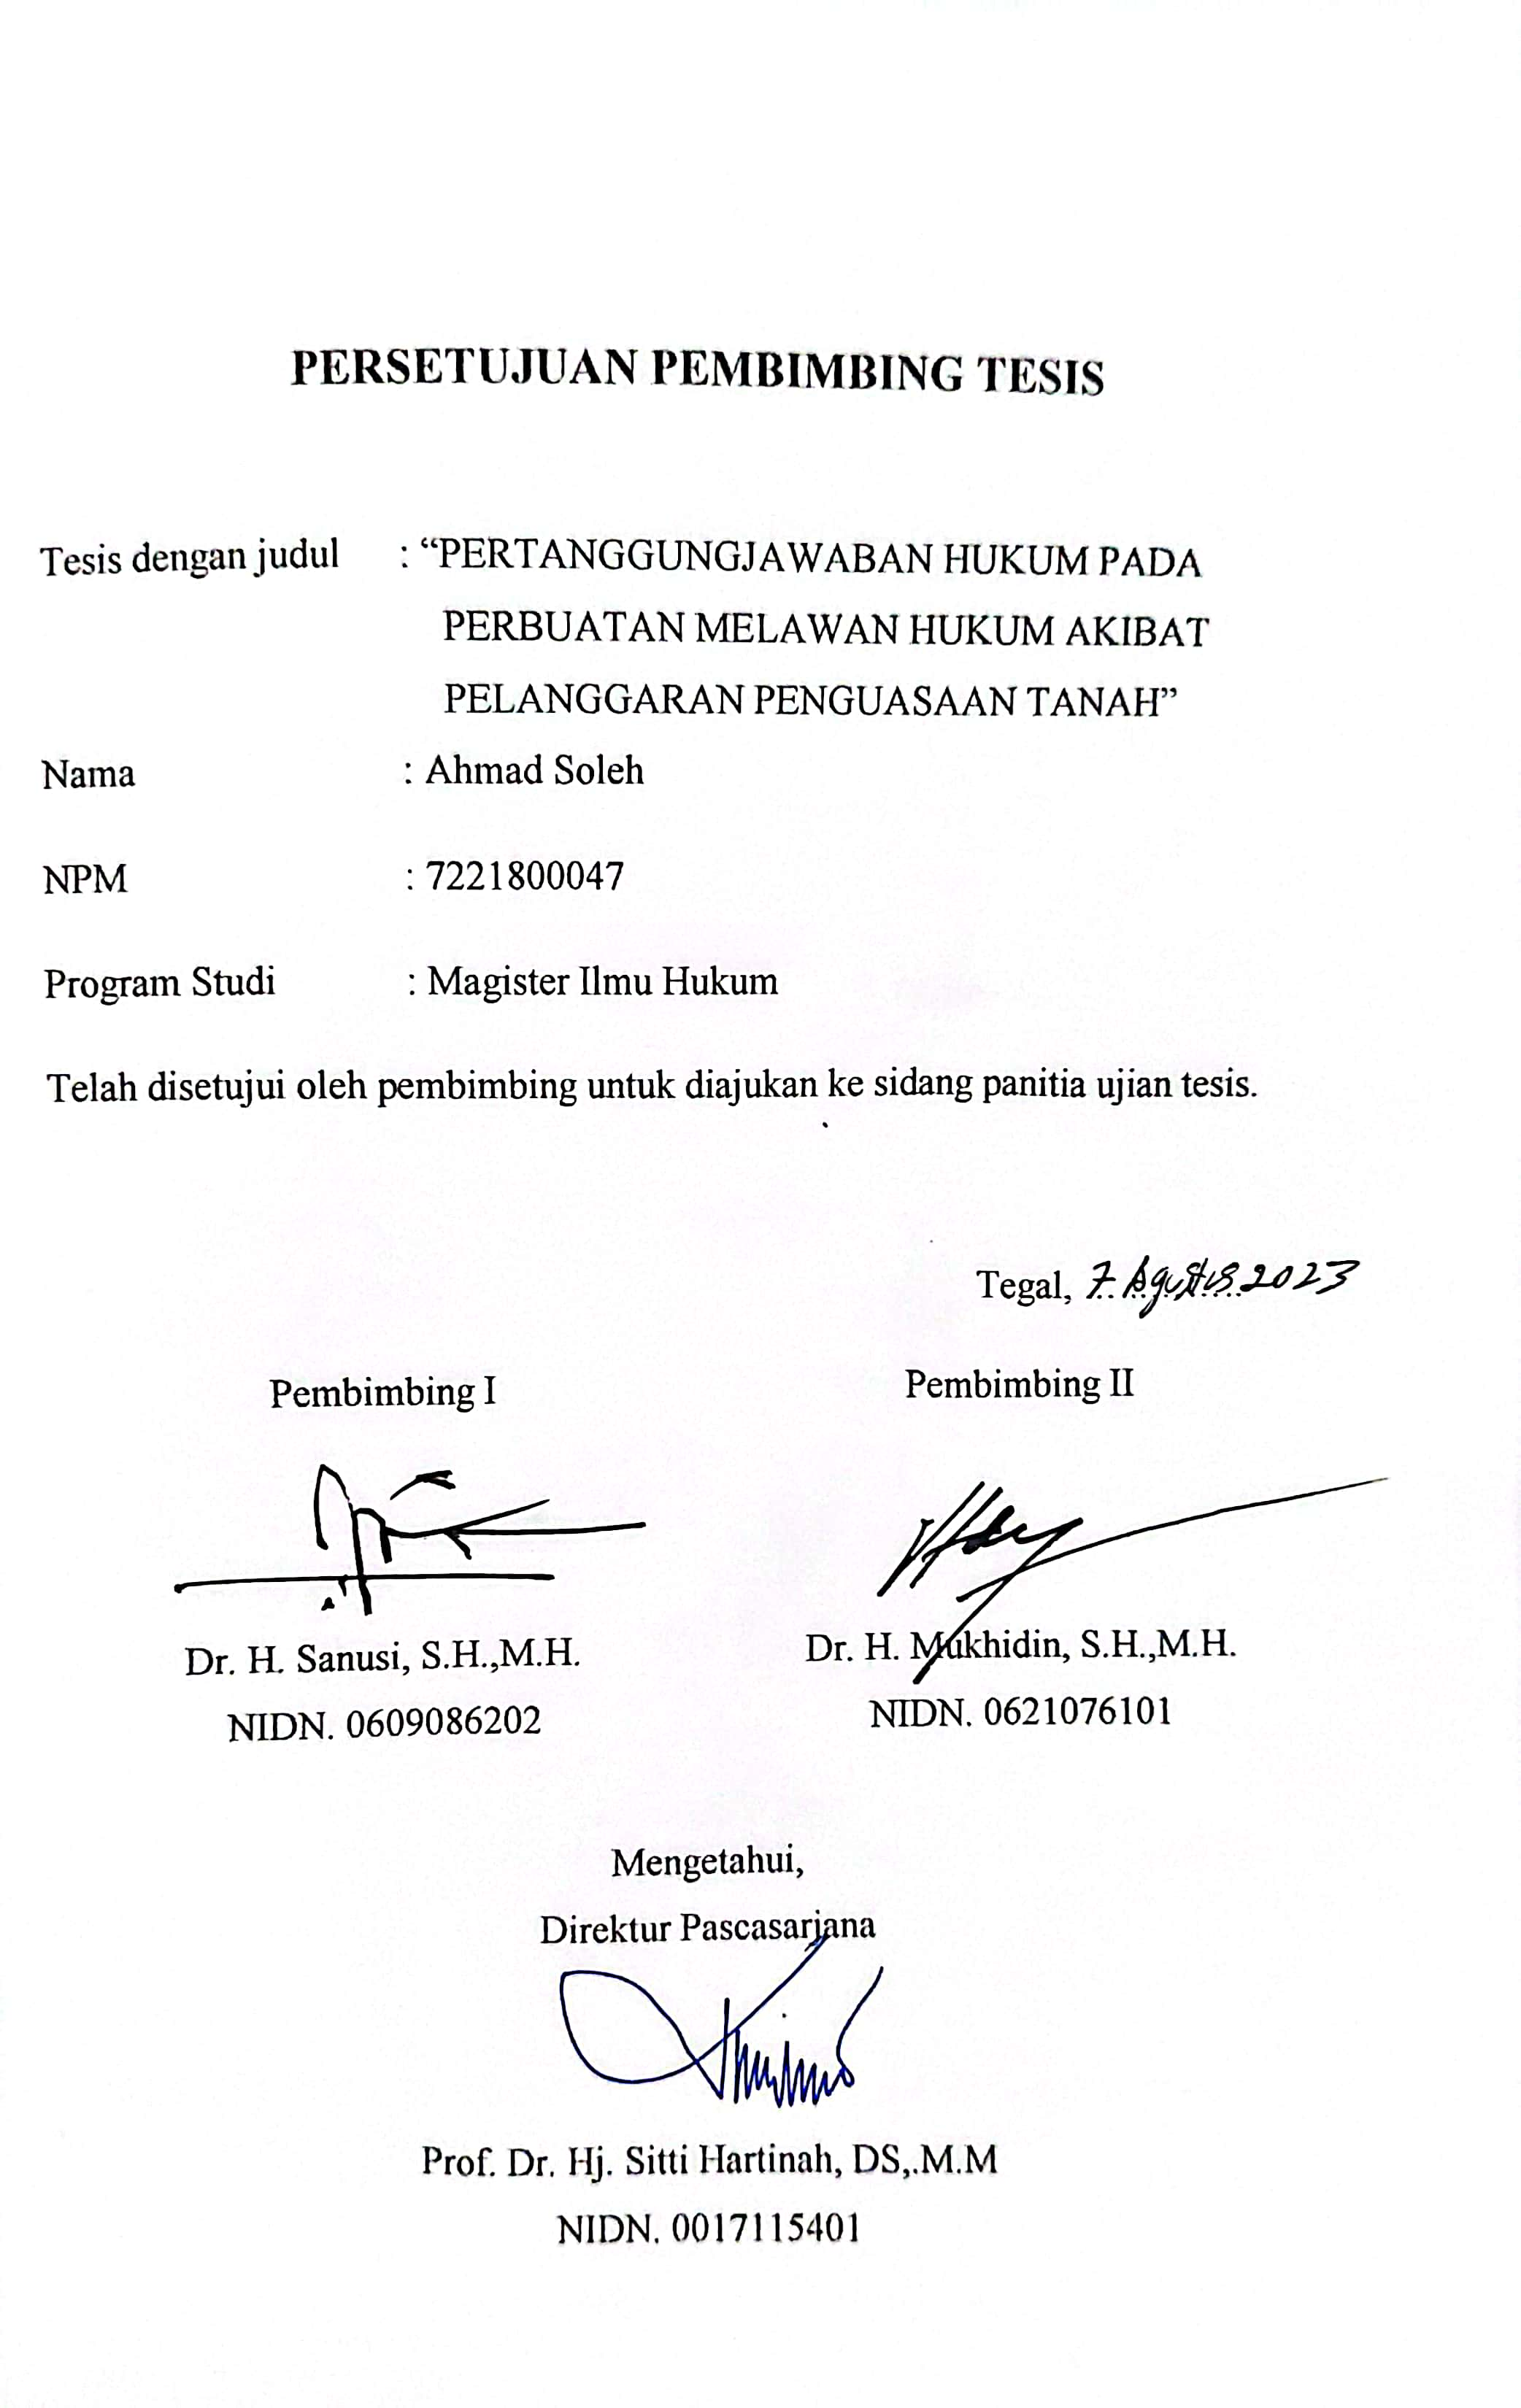 PERSETUJUAN PEMBIMBING TESIS
Tesis dengan judul : “PERTANGGUNGJAWABAN HUKUM PADA
PERBUATAN MELAWAN HUKUM AKIBAT
PELANGGARAN PENGUASAAN TANAH”
Nama : Ahmad Soleh
NPM : 7221800047
Program Studi : Magister Ilmu Hukum
Telah disetujui oleh pembimbing untuk diajukan ke sidang panitia ujian tesis.
Tegal, 7 Agustus 2023
Pembimbing I
Dr. H. Sanusi, S.H.,M.H.
NIDN. 0609086202
Pembimbing II
Dr. H. Mukhidin, S.H.,M.H.
NIDN. 0621076101
Mengetahui,
Direktur Pascasarjana
Prof. Dr. Hj. Sitti Hartinah, DS,.M.M
NIDN. 0017115401